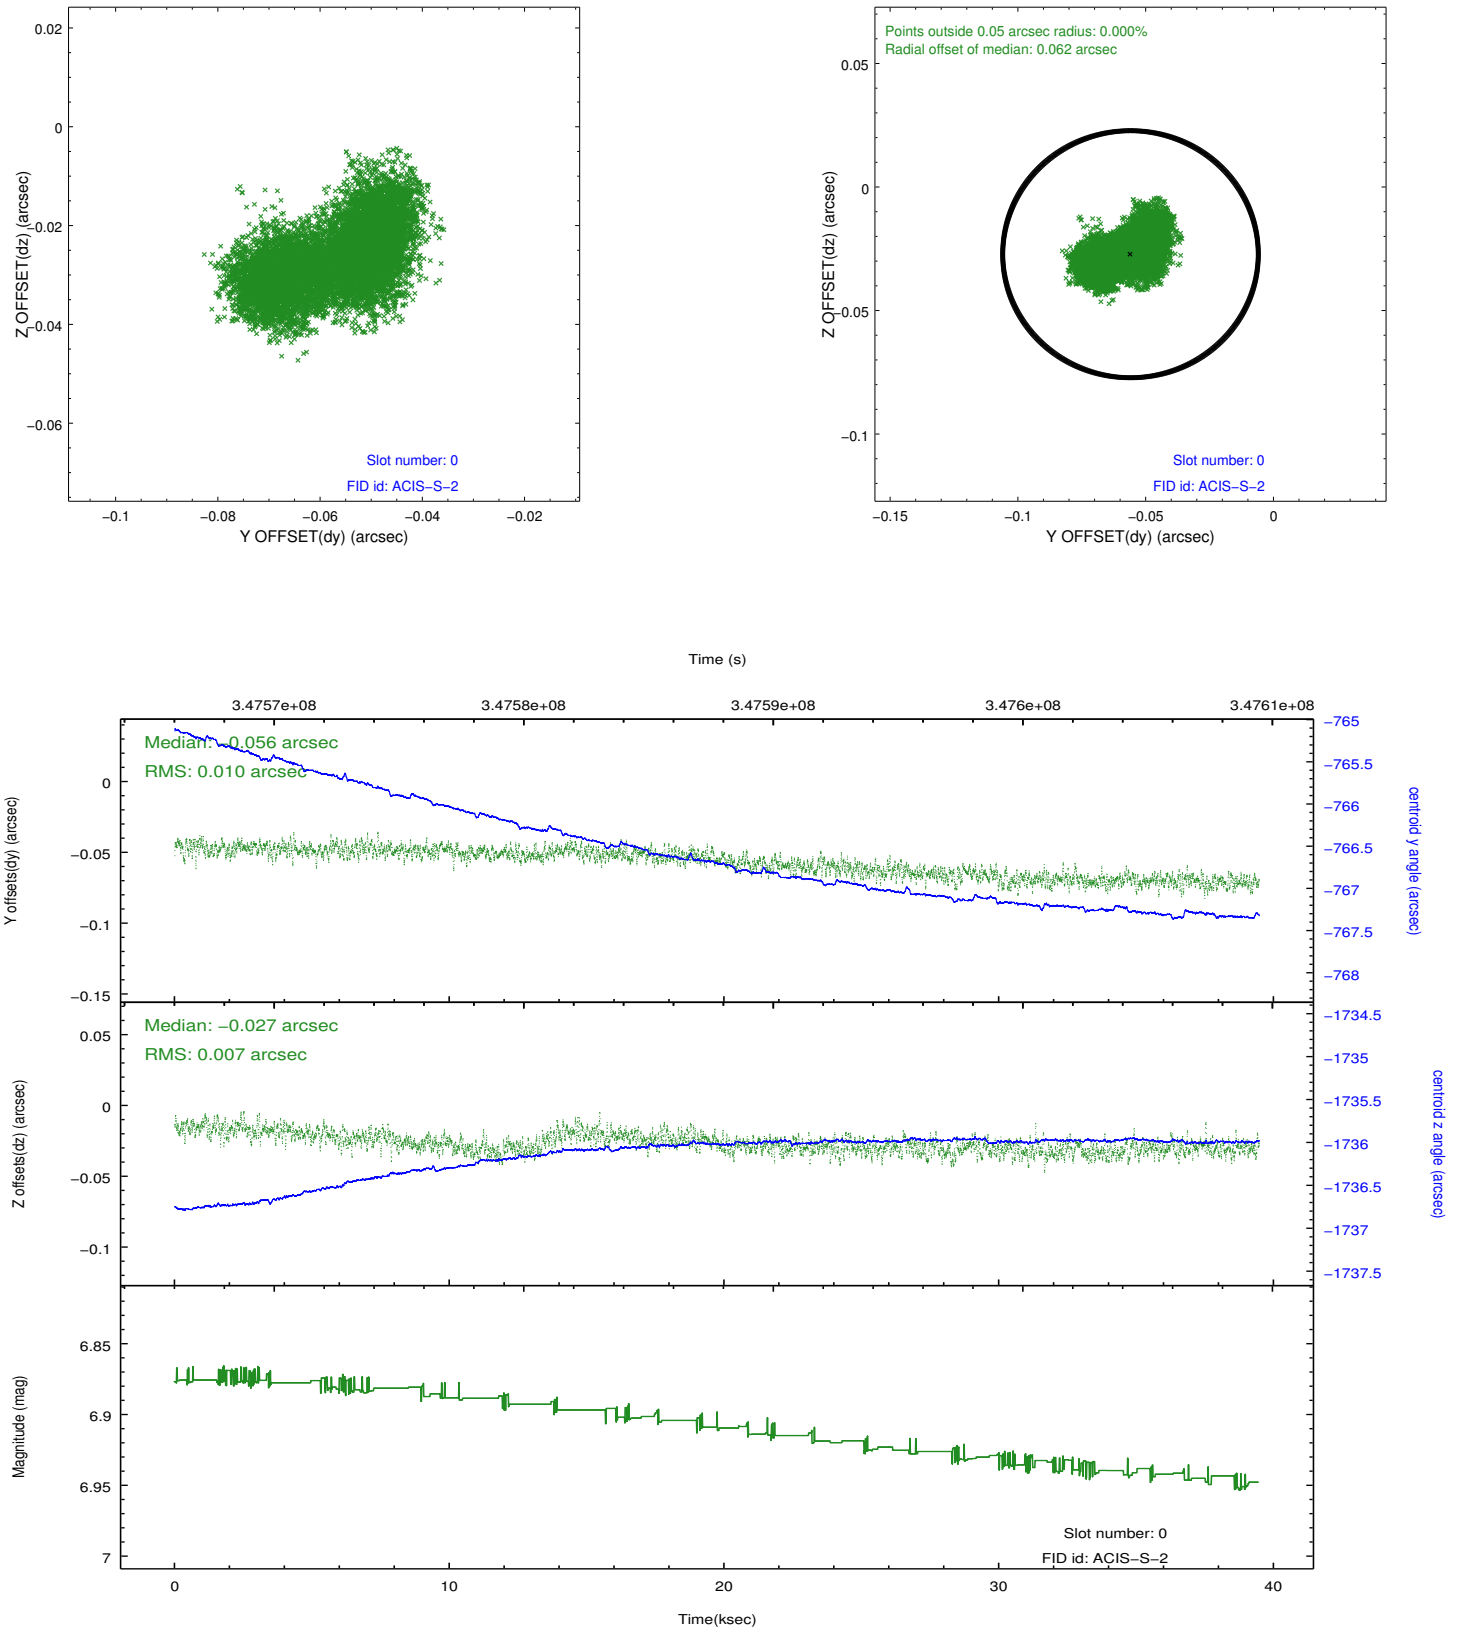 0.02
0
−0.02
−0.04
−0.06
Z OFFSET(dz) (arcsec)
Slot number: 0
FID id: ACIS−S−2
−0.1
−0.08
−0.06
−0.04
−0.02
Y OFFSET(dy) (arcsec)
Points outside 0.05 arcsec radius: 0.000%
Radial offset of median: 0.062 arcsec
0.05
0
−0.05
−0.1
Z OFFSET(dz) (arcsec)
Slot number: 0
FID id: ACIS−S−2
−0.15
−0.1
−0.05
0
Y OFFSET(dy) (arcsec)
Time (s)
3.4757e+08
3.4758e+08
3.4759e+08
3.476e+08
3.4761e+08
Median: −0.056 arcsec
RMS: 0.010 arcsec
0
−0.05
−0.1
−0.15
Y offsets(dy) (arcsec)
−765
−765.5
−766
−766.5
−767
−767.5
−768
centroid y angle (arcsec)
Median: −0.027 arcsec
RMS: 0.007 arcsec
0.05
0
−0.05
−0.1
Z offsets(dz) (arcsec)
−1734.5
−1735
−1735.5
−1736
−1736.5
−1737
−1737.5
centroid z angle (arcsec)
6.85
6.9
6.95
7
Magnitude (mag)
Slot number: 0
FID id: ACIS−S−2
0
10
20
30
40
Time(ksec)